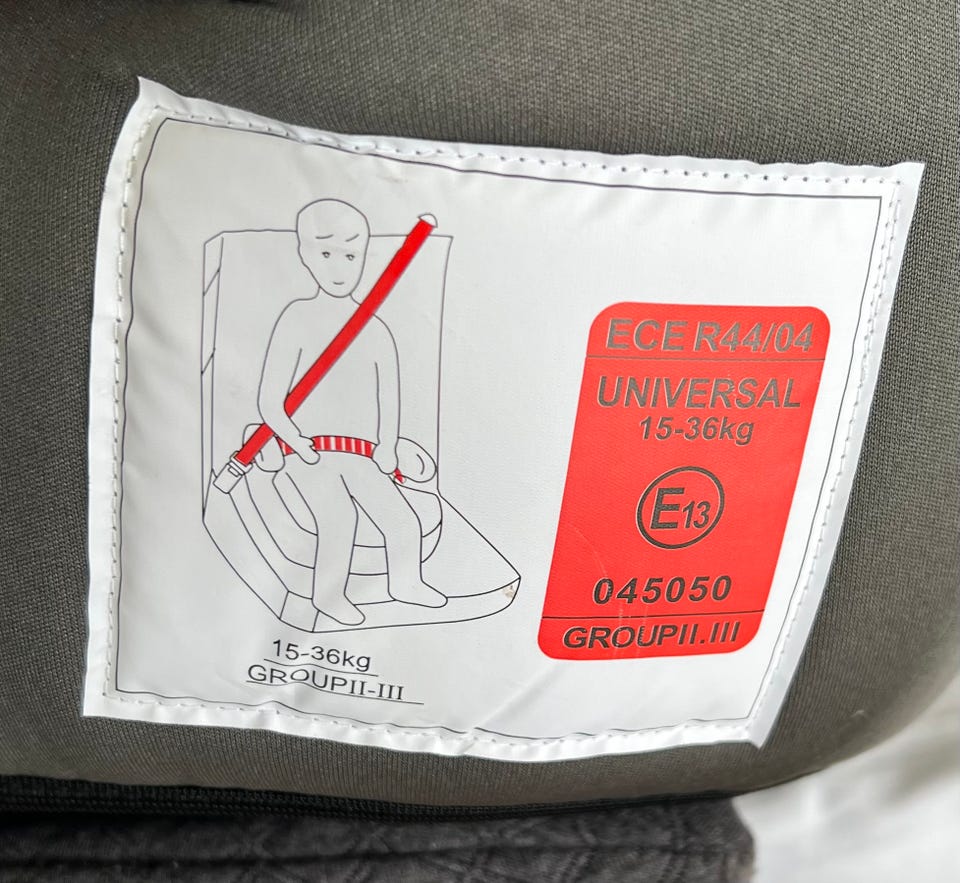 ECE R44/04
UNIVERSAL
15-36kg
E13
045050
GROUPII.III
15-36kg
GROUPII-III